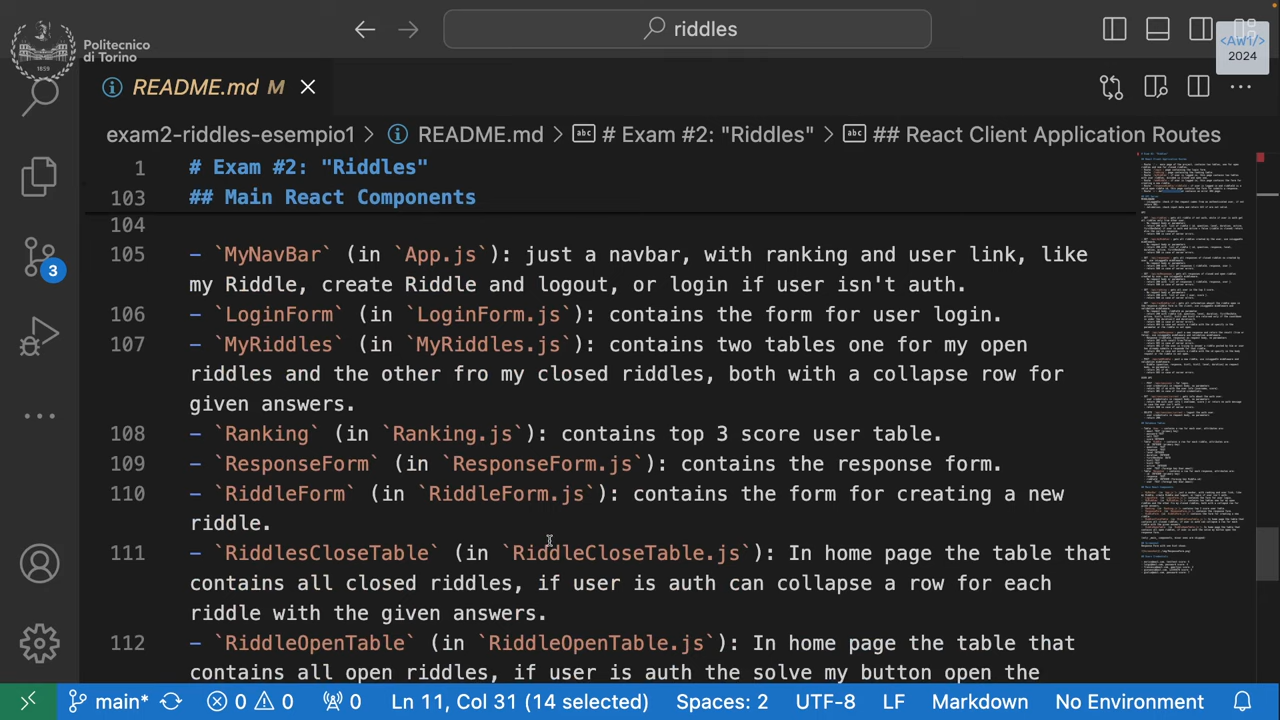 Politecnico
di Torino
1859
riddles
<Aw1/>
2024
README.md M
exam2-riddles-esempio1 > README.md > abc # Exam #2: "Riddles" > abc ## React Client Application Routes
1 # Exam #2: "Riddles"
103 ## Main React Components
104
105 - `MyNavBar` (in `App.js`): just a navbar, with ranking and user link, like
my Riddle, create Riddle and logout, or login if user isn't auth.
106 - `LoginForm` (in `LoginForm.js`): contains the form for user login.
107 - `MyRiddles` (in `MyRiddles.js`): contains two tables one for my open
riddles and the other for my closed riddles, both with a collapse row for
given answers.
108 - `Ranking` (in `Ranking.js`): contains top 3 score user table.
109 - `ResponseForm` (in `ResponseForm.js`): contains the response form.
110 - `RiddleForm` (in `RiddleForm.js`): contains the form for creating a new
riddle.
111 - `RiddlesCloseTable` (in `RiddleCloseTable.js`): In home page the table that
contains all closed riddles, if user is auth can collapse a row for each
riddle with the given answers.
112 - `RiddleOpenTable` (in `RiddleOpenTable.js`): In home page the table that
contains all open riddles, if user is auth the solve my button open the
3
main* 0 0 0 Ln 11, Col 31 (14 selected) Spaces: 2 UTF-8 LF Markdown No Environment